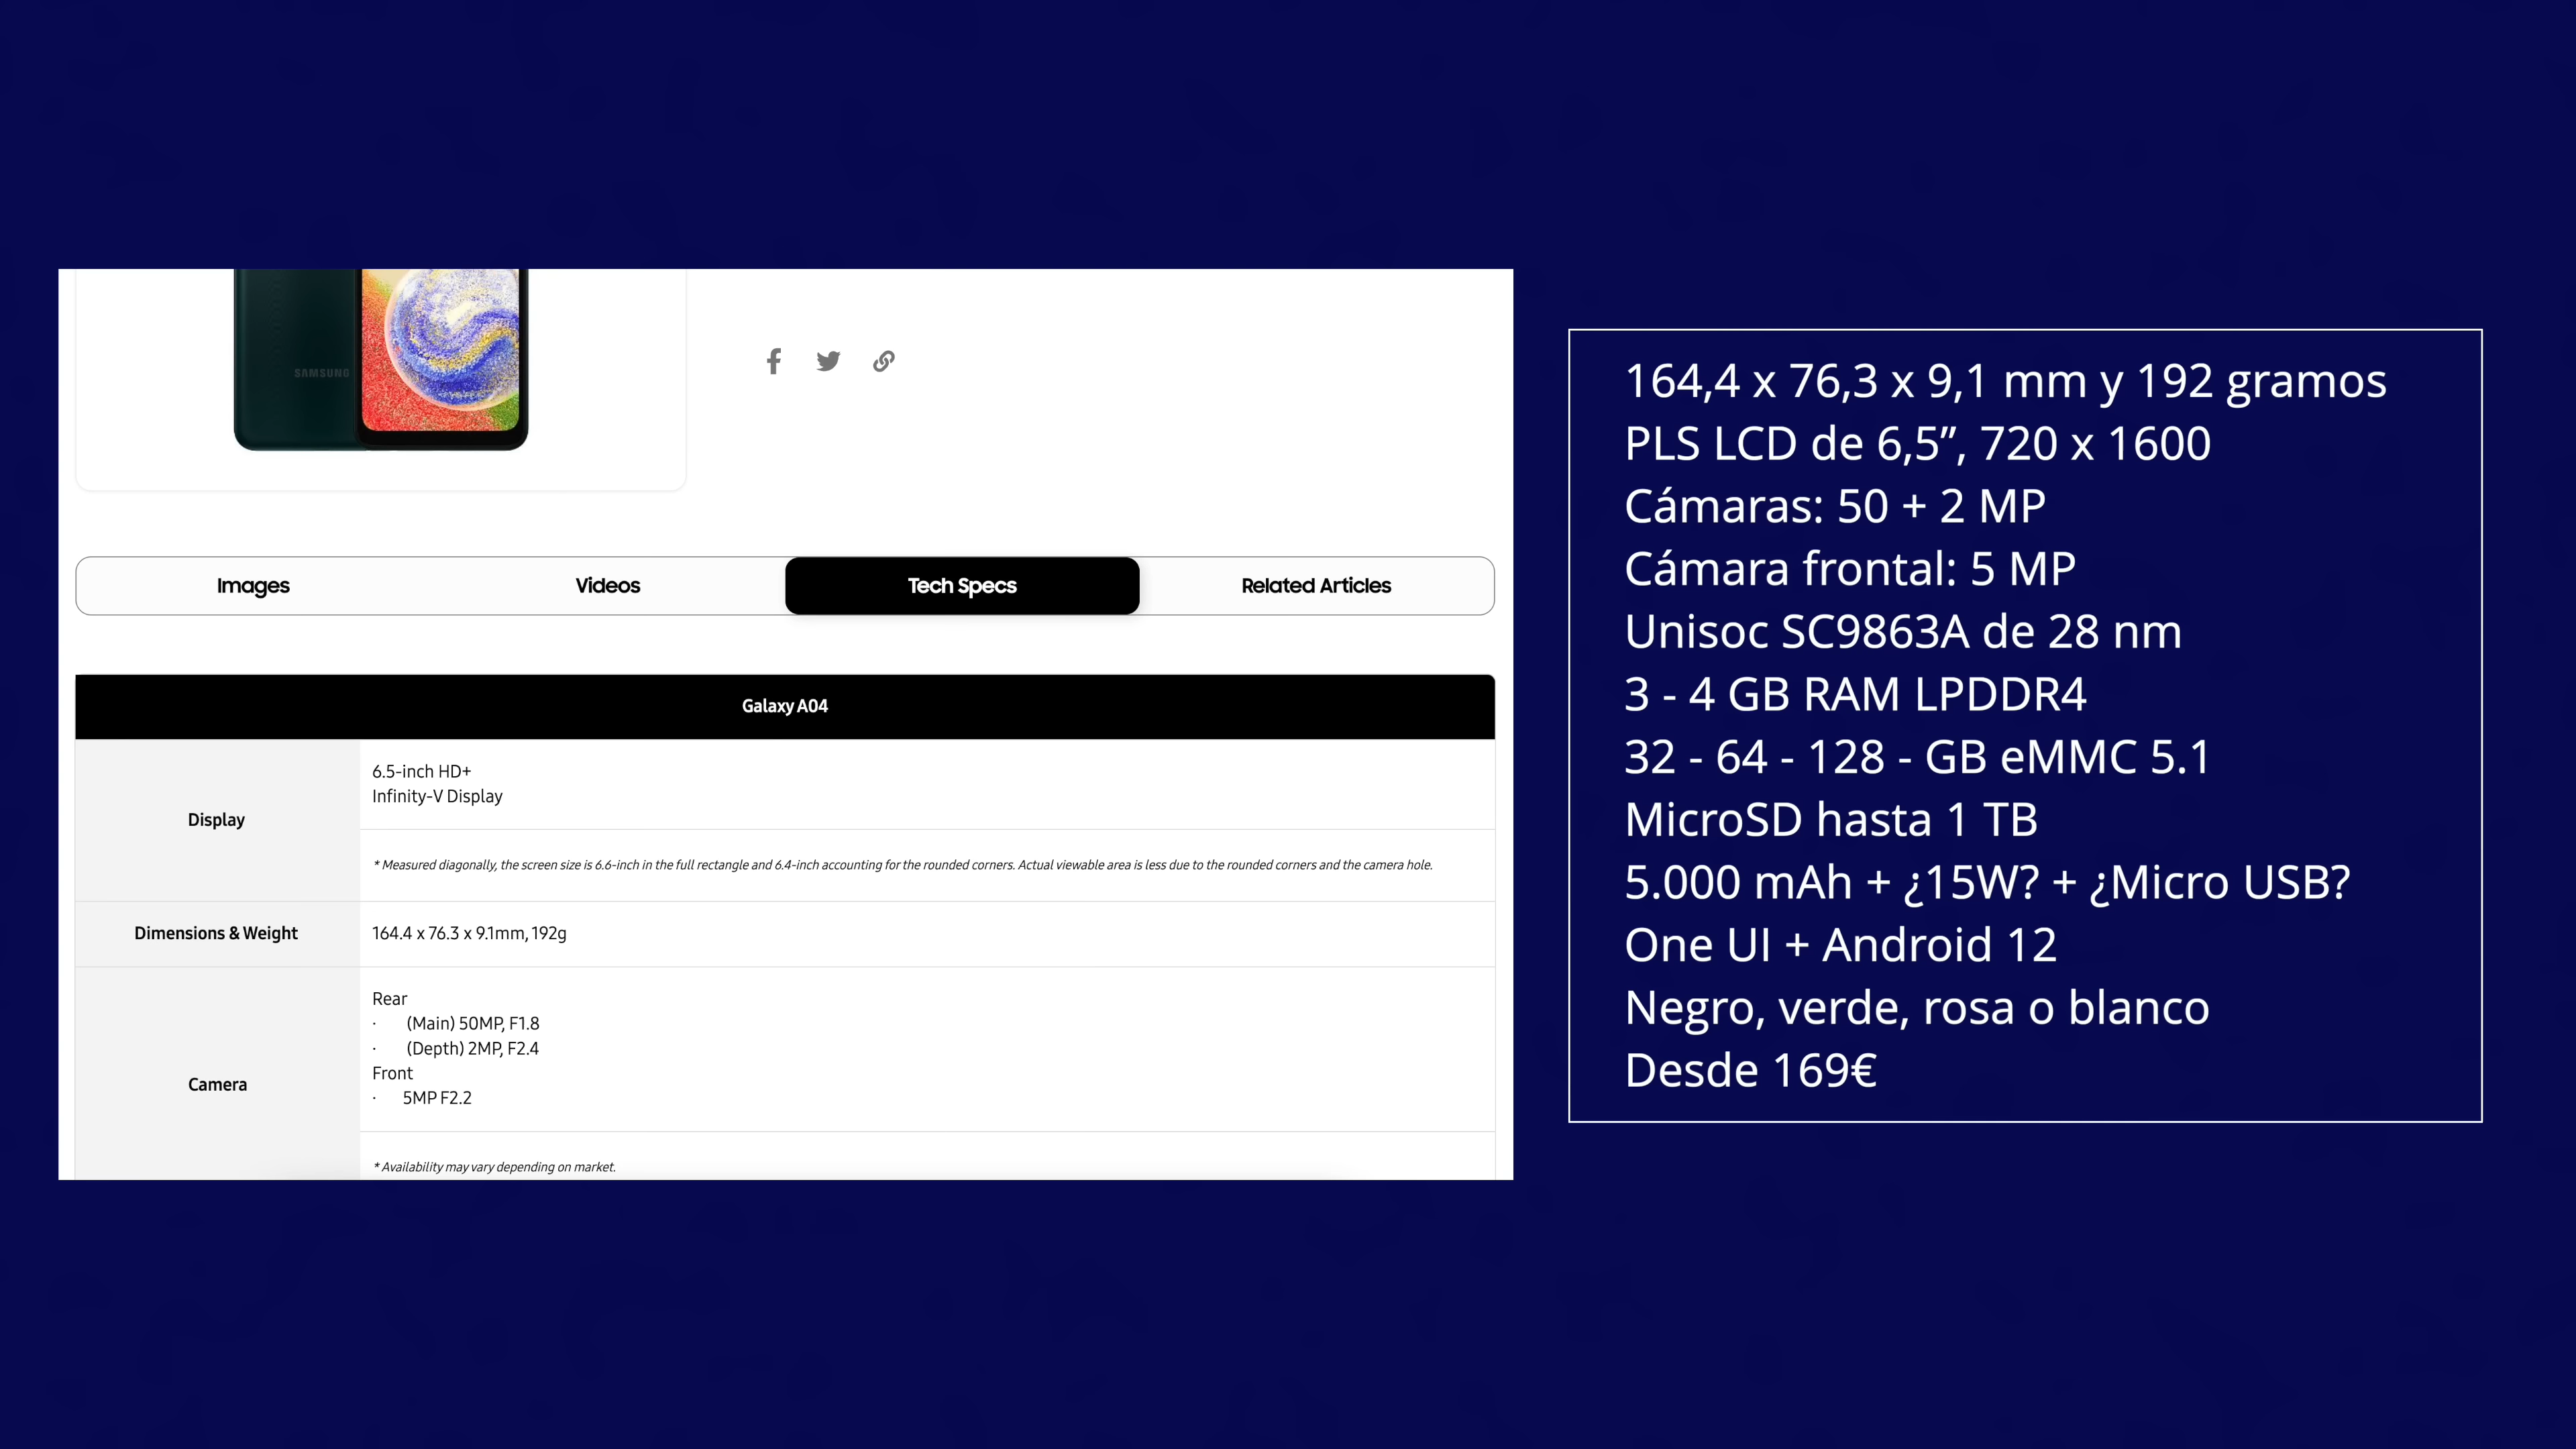 SAMSUNG
Images
Videos
Tech Specs
Related Articles
Galaxy A04
Display
6.5-inch HD+
Infinity-V Display
* Measured diagonally, the screen size is 6.6-inch in the full rectangle and 6.4-inch accounting for the rounded corners. Actual viewable area is less due to the rounded corners and the camera hole.
Dimensions & Weight
164.4 x 76.3 x 9.1mm, 192g
Camera
Rear
· (Main) 50MP, F1.8
· (Depth) 2MP, F2.4
Front
· 5MP F2.2
* Availability may vary depending on market.
164,4 x 76,3 x 9,1 mm y 192 gramos
PLS LCD de 6,5”, 720 x 1600
Cámaras: 50 + 2 MP
Cámara frontal: 5 MP
Unisoc SC9863A de 28 nm
3 - 4 GB RAM LPDDR4
32 - 64 - 128 - GB eMMC 5.1
MicroSD hasta 1 TB
5.000 mAh + ¿15W? + ¿Micro USB?
One UI + Android 12
Negro, verde, rosa o blanco
Desde 169€